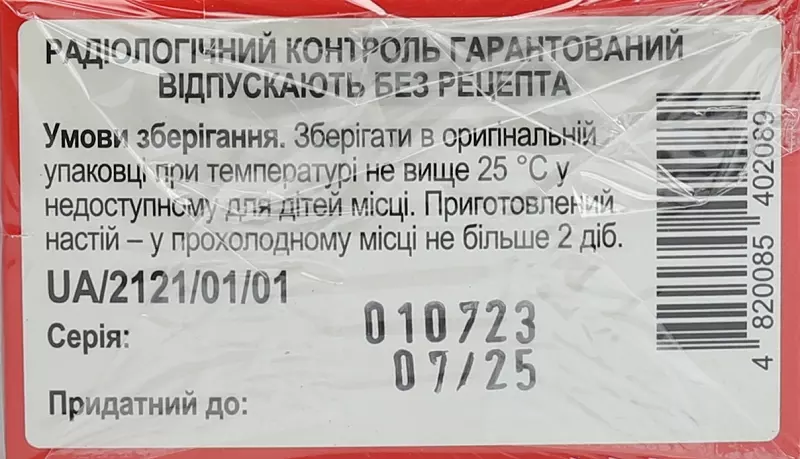 РАДІОЛОГІЧНИЙ КОНТРОЛЬ ГАРАНТОВАНИЙ
ВІДПУСКАЮТЬ БЕЗ РЕЦЕПТА
Умови зберігання. Зберігати в оригінальній
упаковці при температурі не вище 25 °С у
недоступному для дітей місці. Приготовлений
настій – у прохолодному місці не більше 2 діб.
UA/2121/01/01
Серія: 010723
07/25
Придатний до:
4 820085 402089